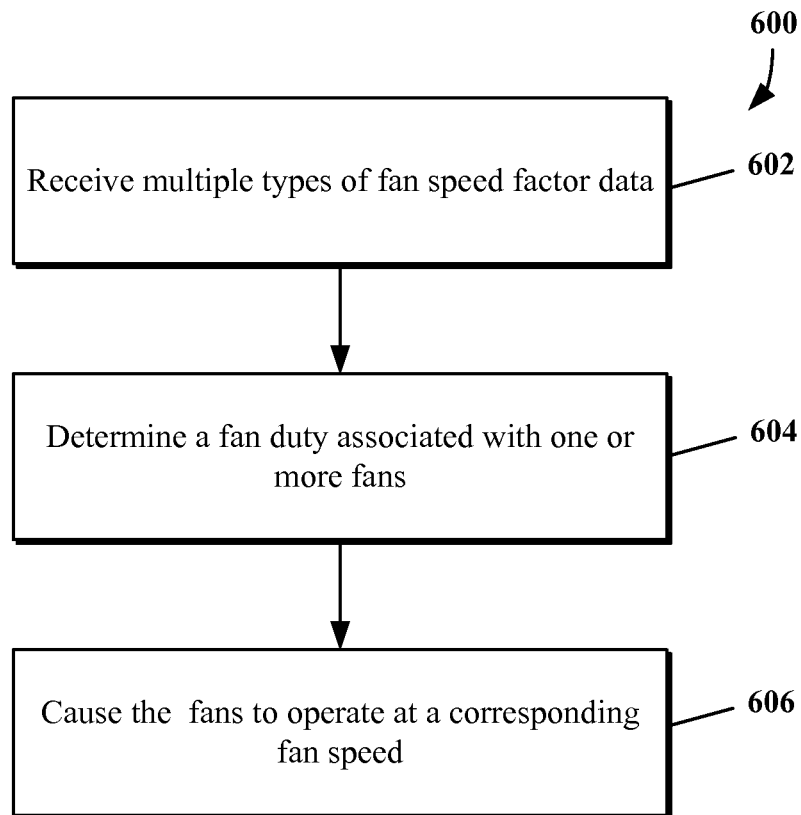 600
Receive multiple types of fan speed factor data
602
Determine a fan duty associated with one or
more fans
604
Cause the fans to operate at a corresponding
fan speed
606